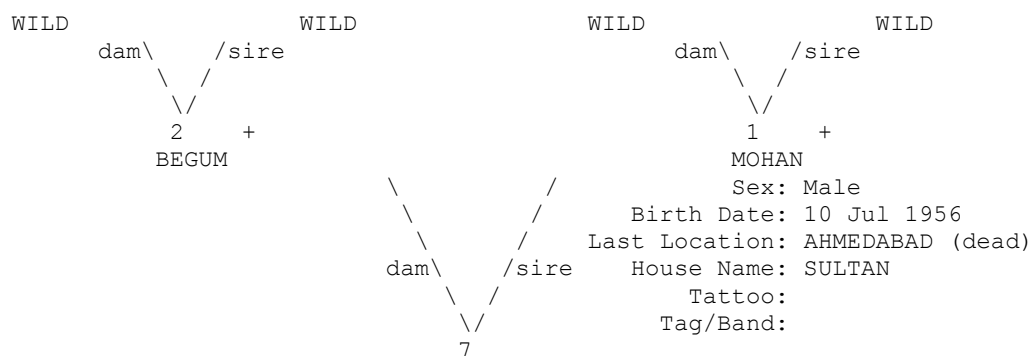 WILD WILD WILD WILD
dam\ /sire dam\ /sire
\ / \ /
\/ \/
2 + 1 +
BEGUM MOHAN
\ / Sex: Male
\ / Birth Date: 10 Jul 1956
\ / Last Location: AHMEDABAD (dead)
dam\ /sire House Name: SULTAN
\ / Tattoo:
\/ Tag/Band:
7